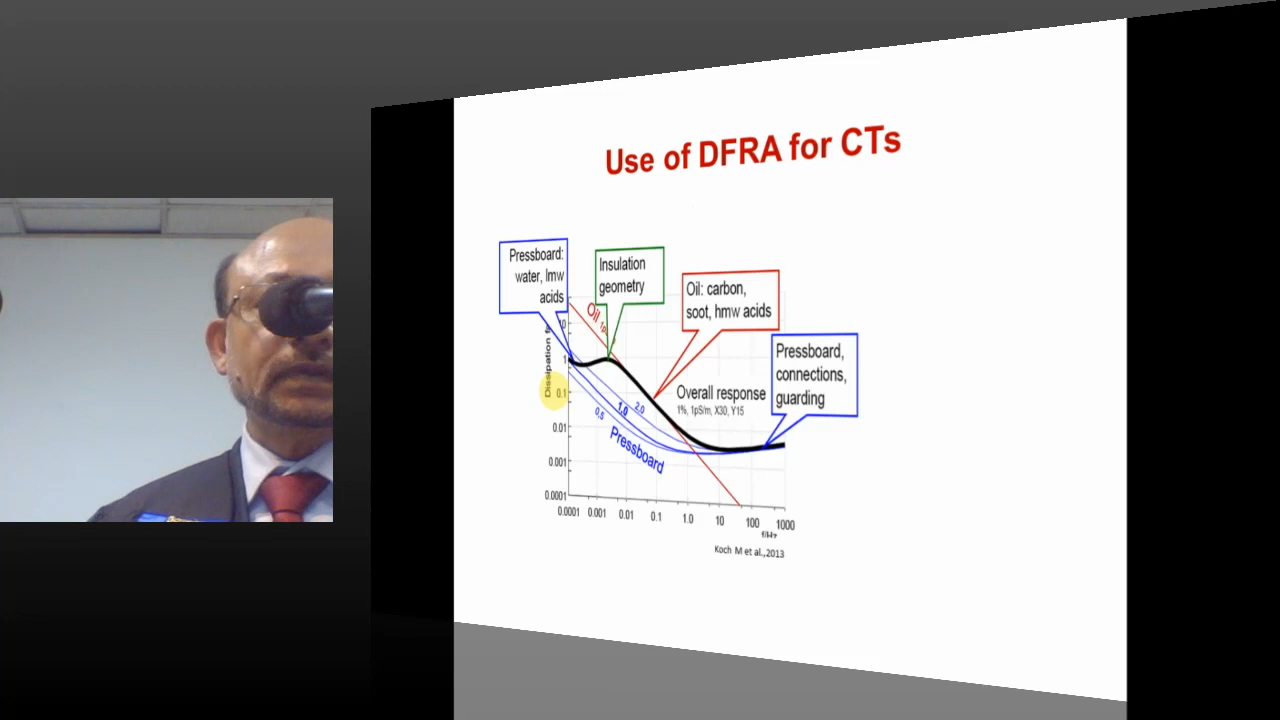 Use of DFRA for CTs
Pressboard:
water, lmw
acids
Insulation
geometry
Oil: carbon,
soot, hmw acids
Pressboard,
connections,
guarding
Oil
Dissipation
Overall response
1%, 1pS/m, X30, Y15
2.0
1.0
0.5
Pressboard
1
0.1
0.01
0.001
0.0001
0.0001 0.001 0.01 0.1 1.0 10 100 1000
f/Hz
Koch M et al.,2013